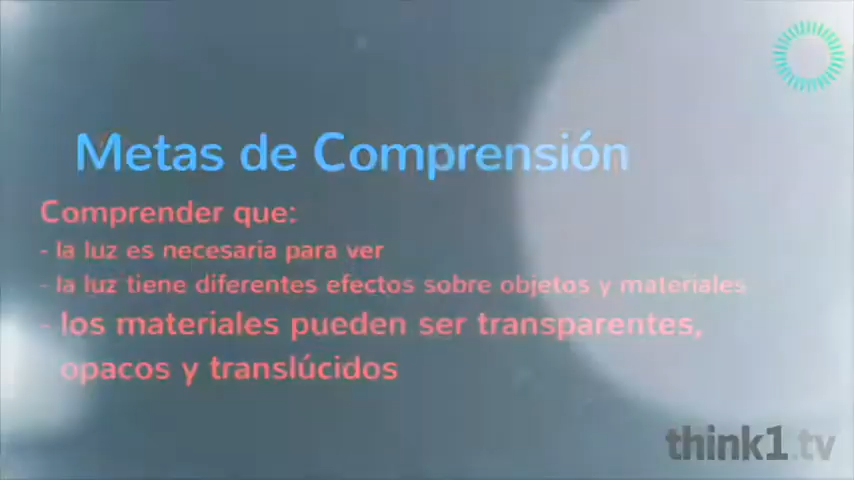 Metas de Comprensión
Comprender que:
- la luz es necesaria para ver
- la luz tiene diferentes efectos sobre objetos y materiales
- los materiales pueden ser transparentes,
opacos y translúcidos
think1.tv